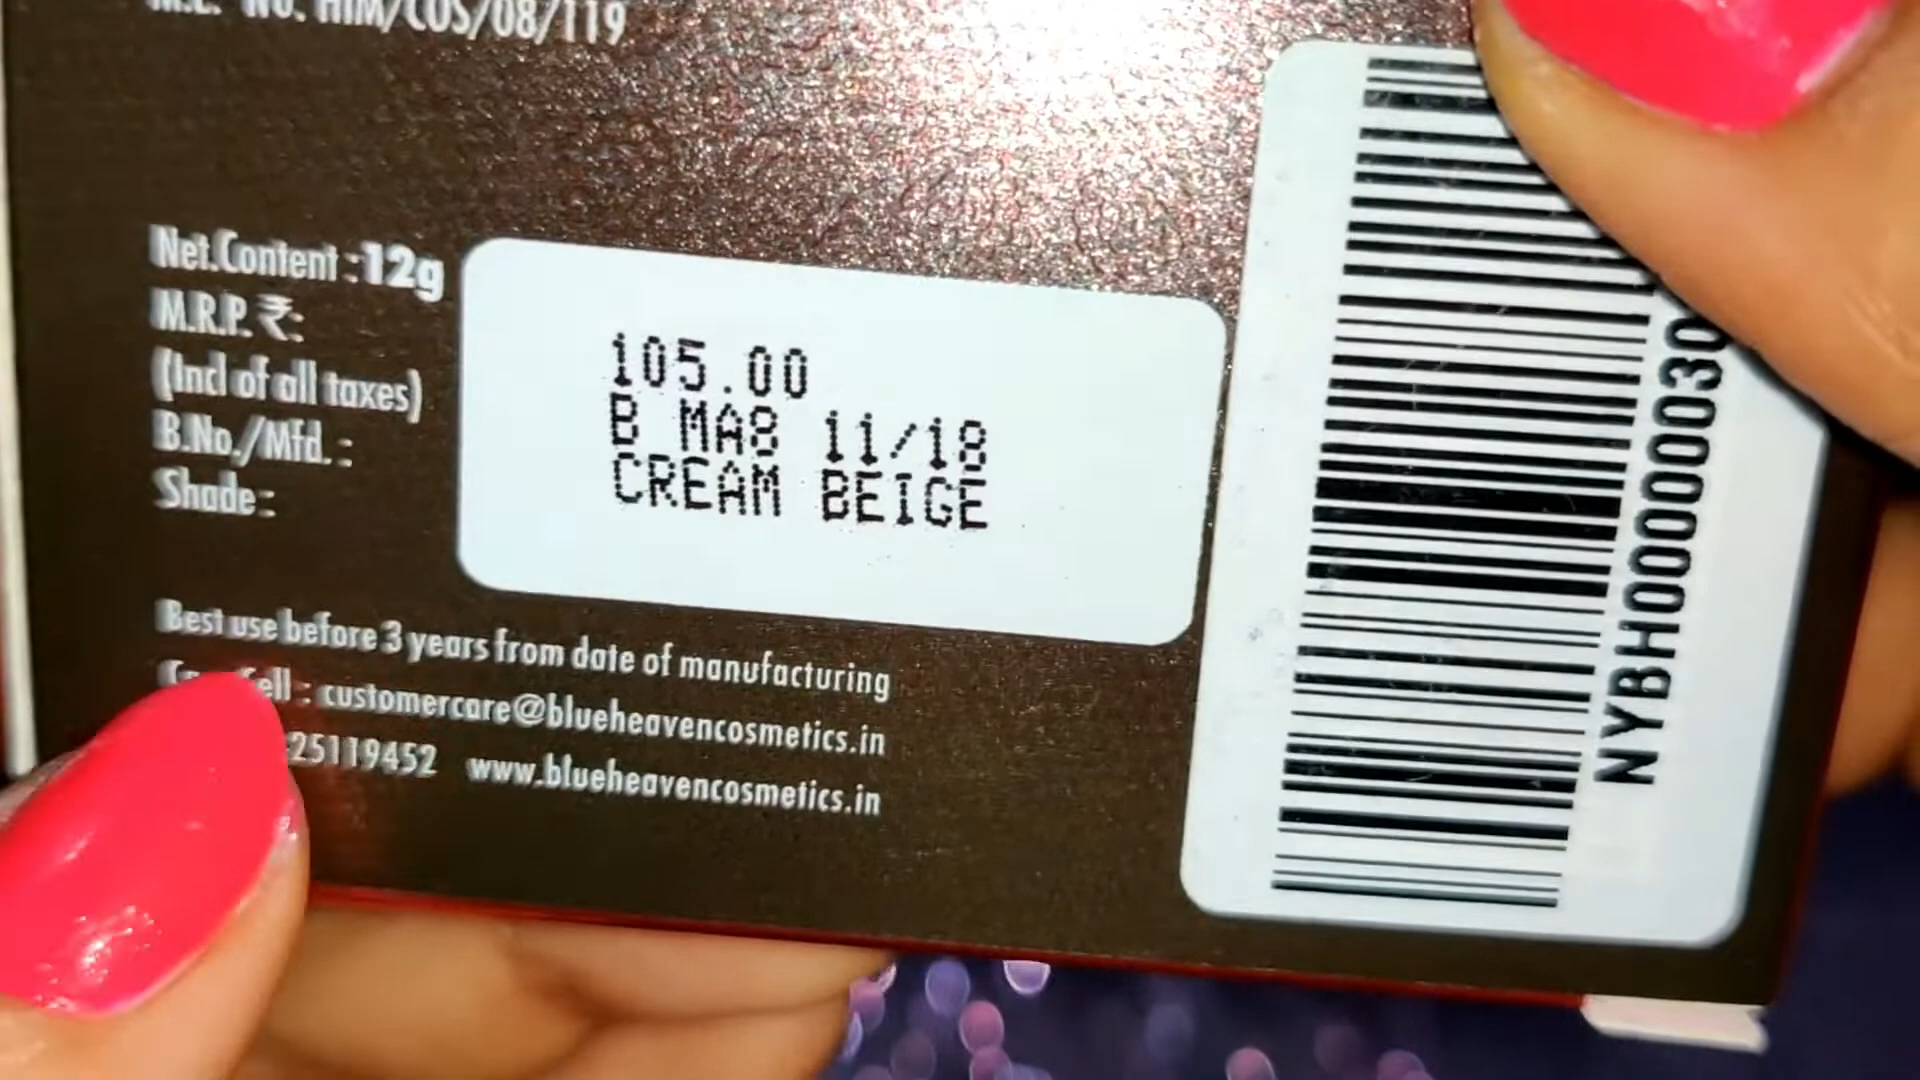 M.L. No. HIM/COS/08/119
Net.Content :12g
M.R.P. ₹:
(Incl of all taxes)
B.No./Mfd. :
Shade :
105.00
B MA8 11/18
CREAM BEIGE
Best use before 3 years from date of manufacturing
: customercare@blueheavencosmetics.in
25119452 www.blueheavencosmetics.in
NYBH00000030